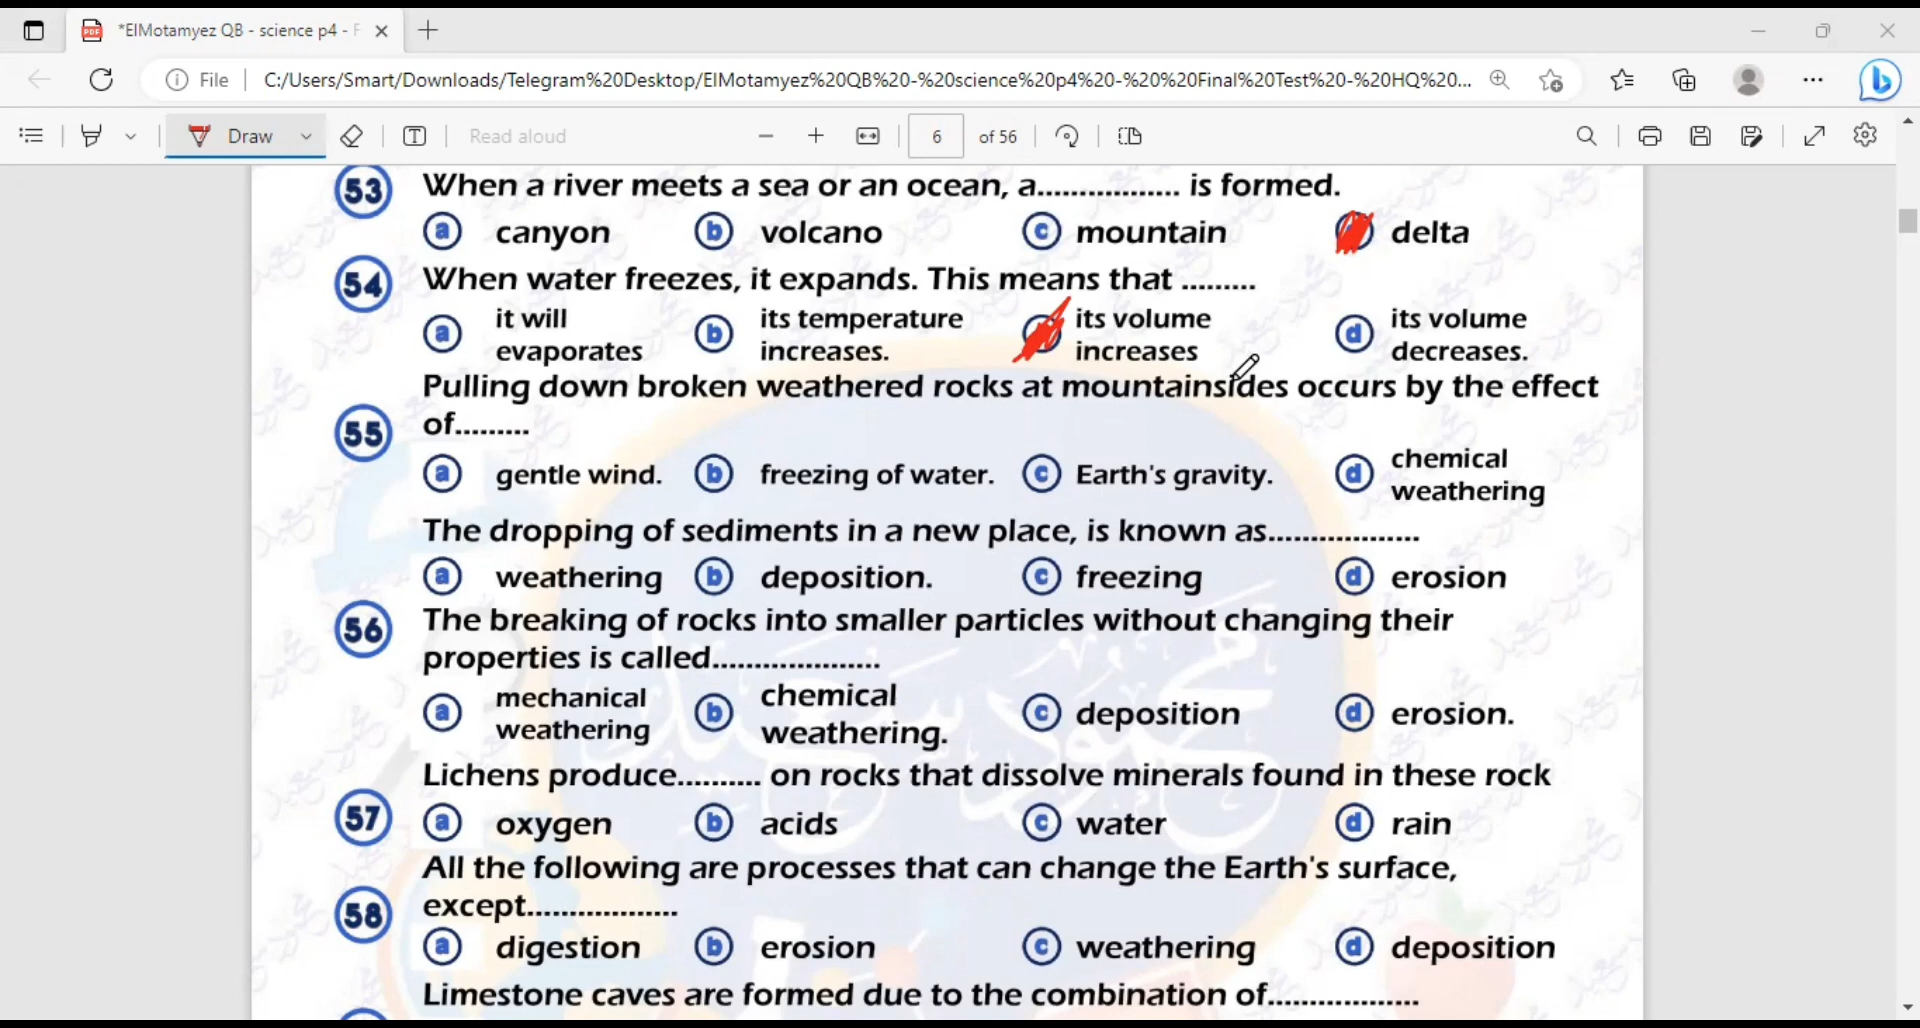 *ElMotamyez QB - science p4 - F
File C:/Users/Smart/Downloads/Telegram%20Desktop/ElMotamyez%20QB%20-%20science%20p4%20-%20%20Final%20Test%20-%20HQ%20...
Draw Read aloud 6 of 56
53 When a river meets a sea or an ocean, a................. is formed.
a canyon b volcano c mountain delta
54 When water freezes, it expands. This means that .........
a it will evaporates b its temperature increases. its volume increases d its volume decreases.
Pulling down broken weathered rocks at mountainsides occurs by the effect
55 of.........
a gentle wind. b freezing of water. c Earth's gravity. d chemical weathering
The dropping of sediments in a new place, is known as..................
a weathering b deposition. c freezing d erosion
56 The breaking of rocks into smaller particles without changing their
properties is called....................
a mechanical weathering b chemical weathering. c deposition d erosion.
Lichens produce.......... on rocks that dissolve minerals found in these rock
57 a oxygen b acids c water d rain
All the following are processes that can change the Earth's surface,
58 except..................
a digestion b erosion c weathering d deposition
Limestone caves are formed due to the combination of..................
محمود سعيد